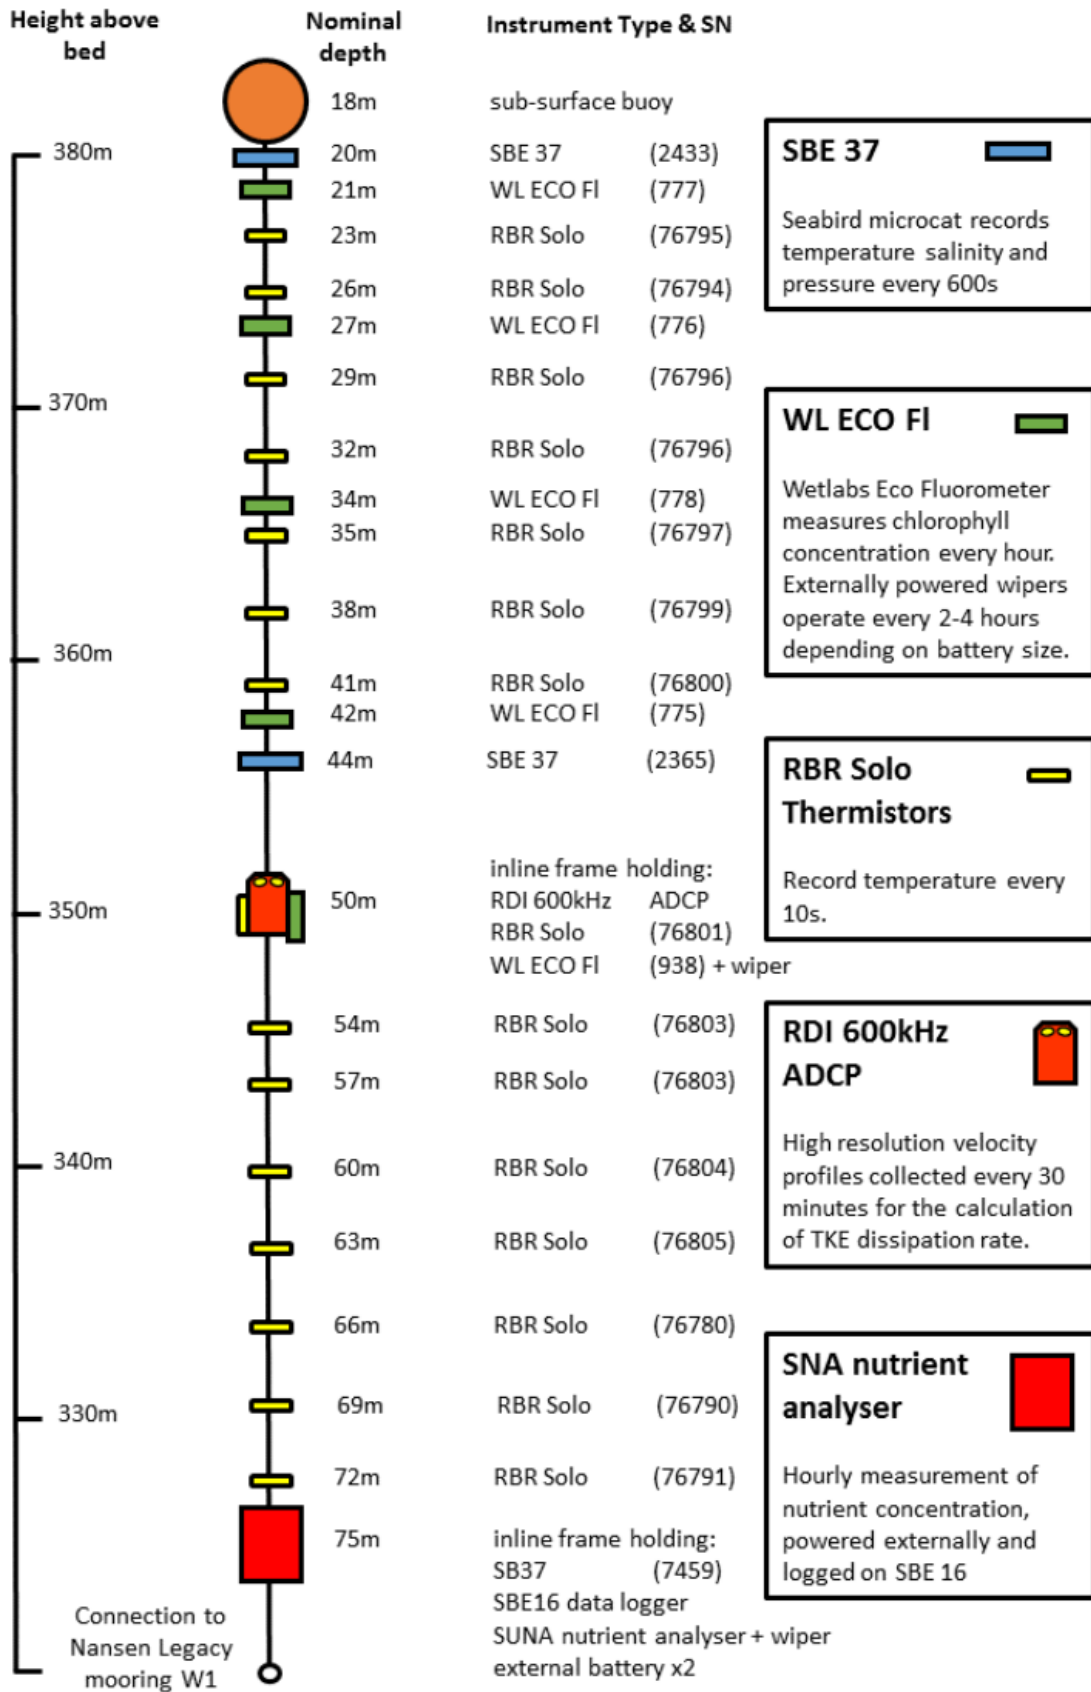 Height above
bed
Nominal
depth
Instrument Type & SN
18m sub-surface buoy
380m
20m SBE 37 (2433)
21m WL ECO Fl (777)
23m RBR Solo (76795)
26m RBR Solo (76794)
27m WL ECO Fl (776)
29m RBR Solo (76796)
370m
32m RBR Solo (76796)
34m WL ECO Fl (778)
35m RBR Solo (76797)
38m RBR Solo (76799)
360m
41m RBR Solo (76800)
42m WL ECO Fl (775)
44m SBE 37 (2365)
350m
50m
inline frame holding:
RDI 600kHz ADCP
RBR Solo (76801)
WL ECO Fl (938) + wiper
54m RBR Solo (76803)
57m RBR Solo (76803)
340m
60m RBR Solo (76804)
63m RBR Solo (76805)
66m RBR Solo (76780)
330m
69m RBR Solo (76790)
72m RBR Solo (76791)
75m
inline frame holding:
SB37 (7459)
SBE16 data logger
SUNA nutrient analyser + wiper
external battery x2
Connection to
Nansen Legacy
mooring W1
SBE 37
Seabird microcat records
temperature salinity and
pressure every 600s
WL ECO Fl
Wetlabs Eco Fluorometer
measures chlorophyll
concentration every hour.
Externally powered wipers
operate every 2-4 hours
depending on battery size.
RBR Solo
Thermistors
Record temperature every
10s.
RDI 600kHz
ADCP
High resolution velocity
profiles collected every 30
minutes for the calculation
of TKE dissipation rate.
SNA nutrient
analyser
Hourly measurement of
nutrient concentration,
powered externally and
logged on SBE 16